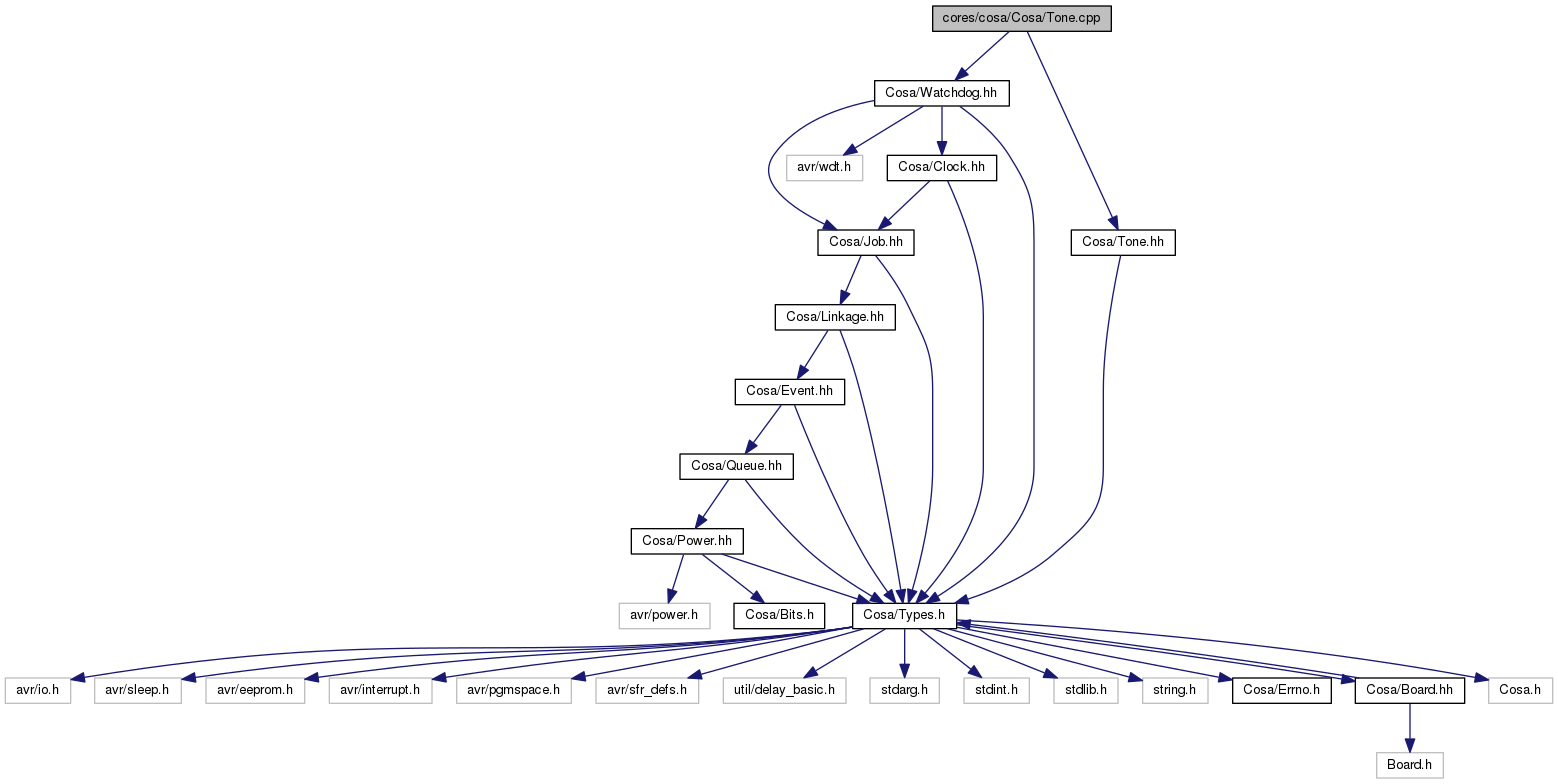 cores/cosa/Cosa/Tone.cpp
Cosa/Watchdog.hh
avr/wdt.h
Cosa/Clock.hh
Cosa/Job.hh
Cosa/Tone.hh
Cosa/Linkage.hh
Cosa/Event.hh
Cosa/Queue.hh
Cosa/Power.hh
avr/power.h
Cosa/Bits.h
Cosa/Types.h
avr/io.h
avr/sleep.h
avr/eeprom.h
avr/interrupt.h
avr/pgmspace.h
avr/sfr_defs.h
util/delay_basic.h
stdarg.h
stdint.h
stdlib.h
string.h
Cosa/Errno.h
Cosa/Board.hh
Cosa.h
Board.h